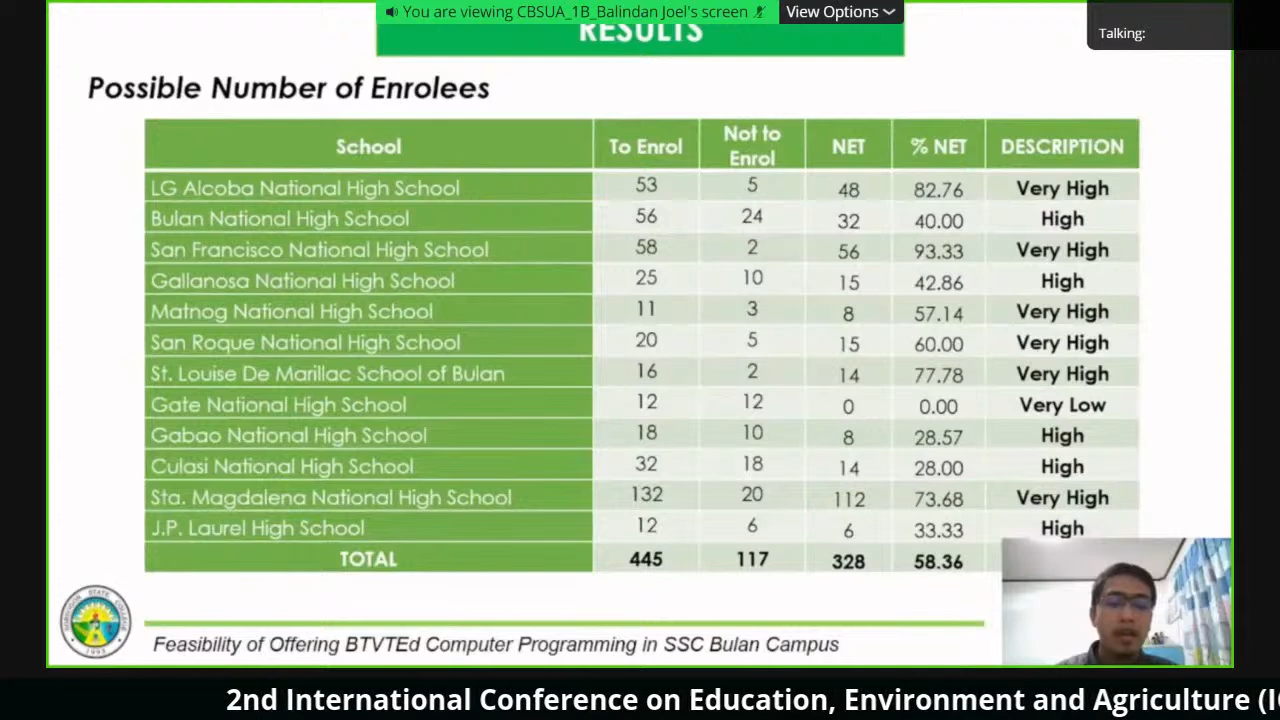 You are viewing CBSUA_1B_Balindan Joel's screen View Options
Talking:
RESULTS
Possible Number of Enrolees
School To Enrol Not to Enrol NET % NET DESCRIPTION
LG Alcoba National High School 53 5 48 82.76 Very High
Bulan National High School 56 24 32 40.00 High
San Francisco National High School 58 2 56 93.33 Very High
Gallanosa National High School 25 10 15 42.86 High
Matnog National High School 11 3 8 57.14 Very High
San Roque National High School 20 5 15 60.00 Very High
St. Louise De Marillac School of Bulan 16 2 14 77.78 Very High
Gate National High School 12 12 0 0.00 Very Low
Gabao National High School 18 10 8 28.57 High
Culasi National High School 32 18 14 28.00 High
Sta. Magdalena National High School 132 20 112 73.68 Very High
J.P. Laurel High School 12 6 6 33.33 High
TOTAL 445 117 328 58.36
Feasibility of Offering BTVTEd Computer Programming in SSC Bulan Campus
2nd International Conference on Education, Environment and Agriculture (I